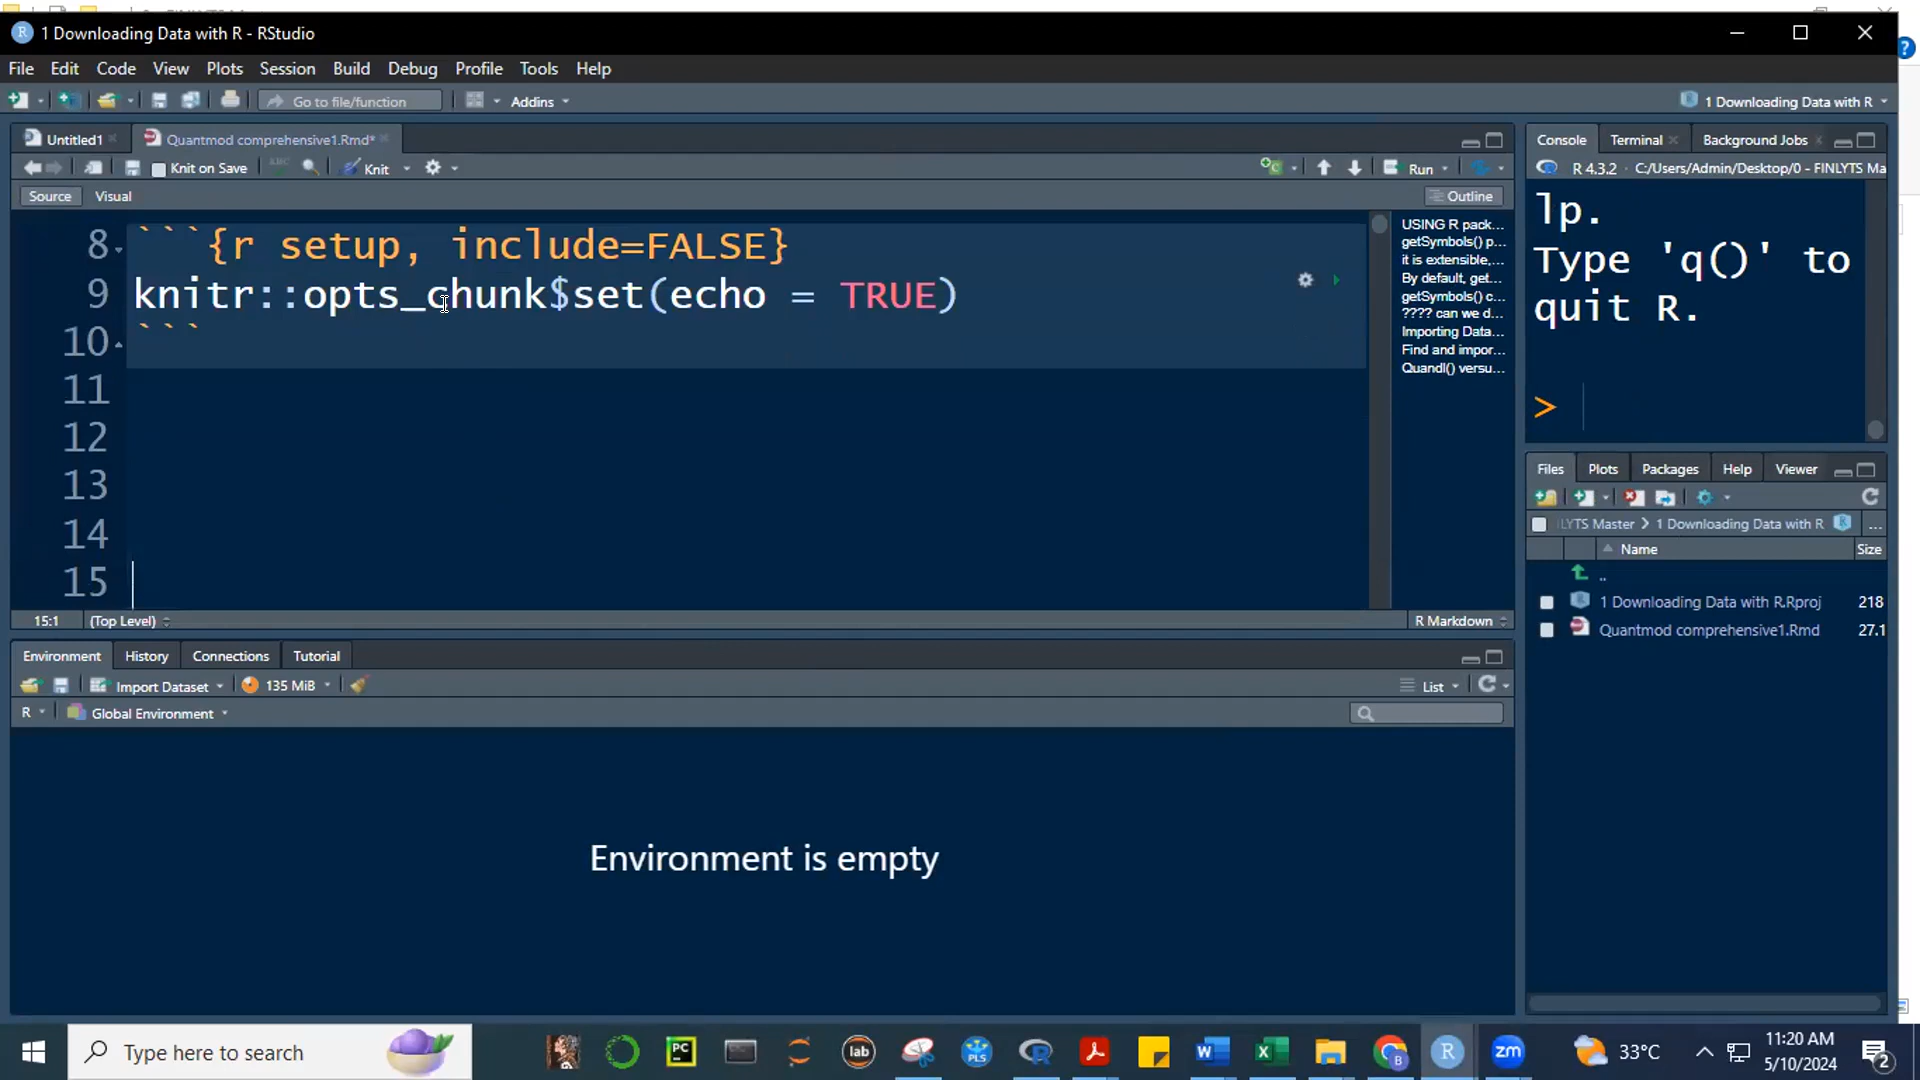 1 Downloading Data with R - RStudio
File Edit Code View Plots Session Build Debug Profile Tools Help
Go to file/function Addins 1 Downloading Data with R
Untitled1 Quantmod comprehensive1.Rmd*
Knit on Save Knit Run
Source Visual Outline
8 ```{r setup, include=FALSE}
9 knitr::opts_chunk$set(echo = TRUE)
10 ```
11
12
13
14
15
USING R pack...
getSymbols() p...
it is extensible,...
By default, get...
getSymbols() c...
???? can we d...
Importing Data...
Find and impor...
Quandl() versu...
15:1 (Top Level) R Markdown
Environment History Connections Tutorial
Import Dataset 135 MiB List
R Global Environment
Environment is empty
Console Terminal Background Jobs
R 4.3.2 · C:/Users/Admin/Desktop/0 - FINLYTS Ma
lp.
Type 'q()' to
quit R.
>
Files Plots Packages Help Viewer
LYTS Master 1 Downloading Data with R ...
Name Size
..
1 Downloading Data with R.Rproj 218
Quantmod comprehensive1.Rmd 27.1
Type here to search
PC
lab
PLS
R
W
X
B
R
zm
33°C
11:20 AM
5/10/2024
2